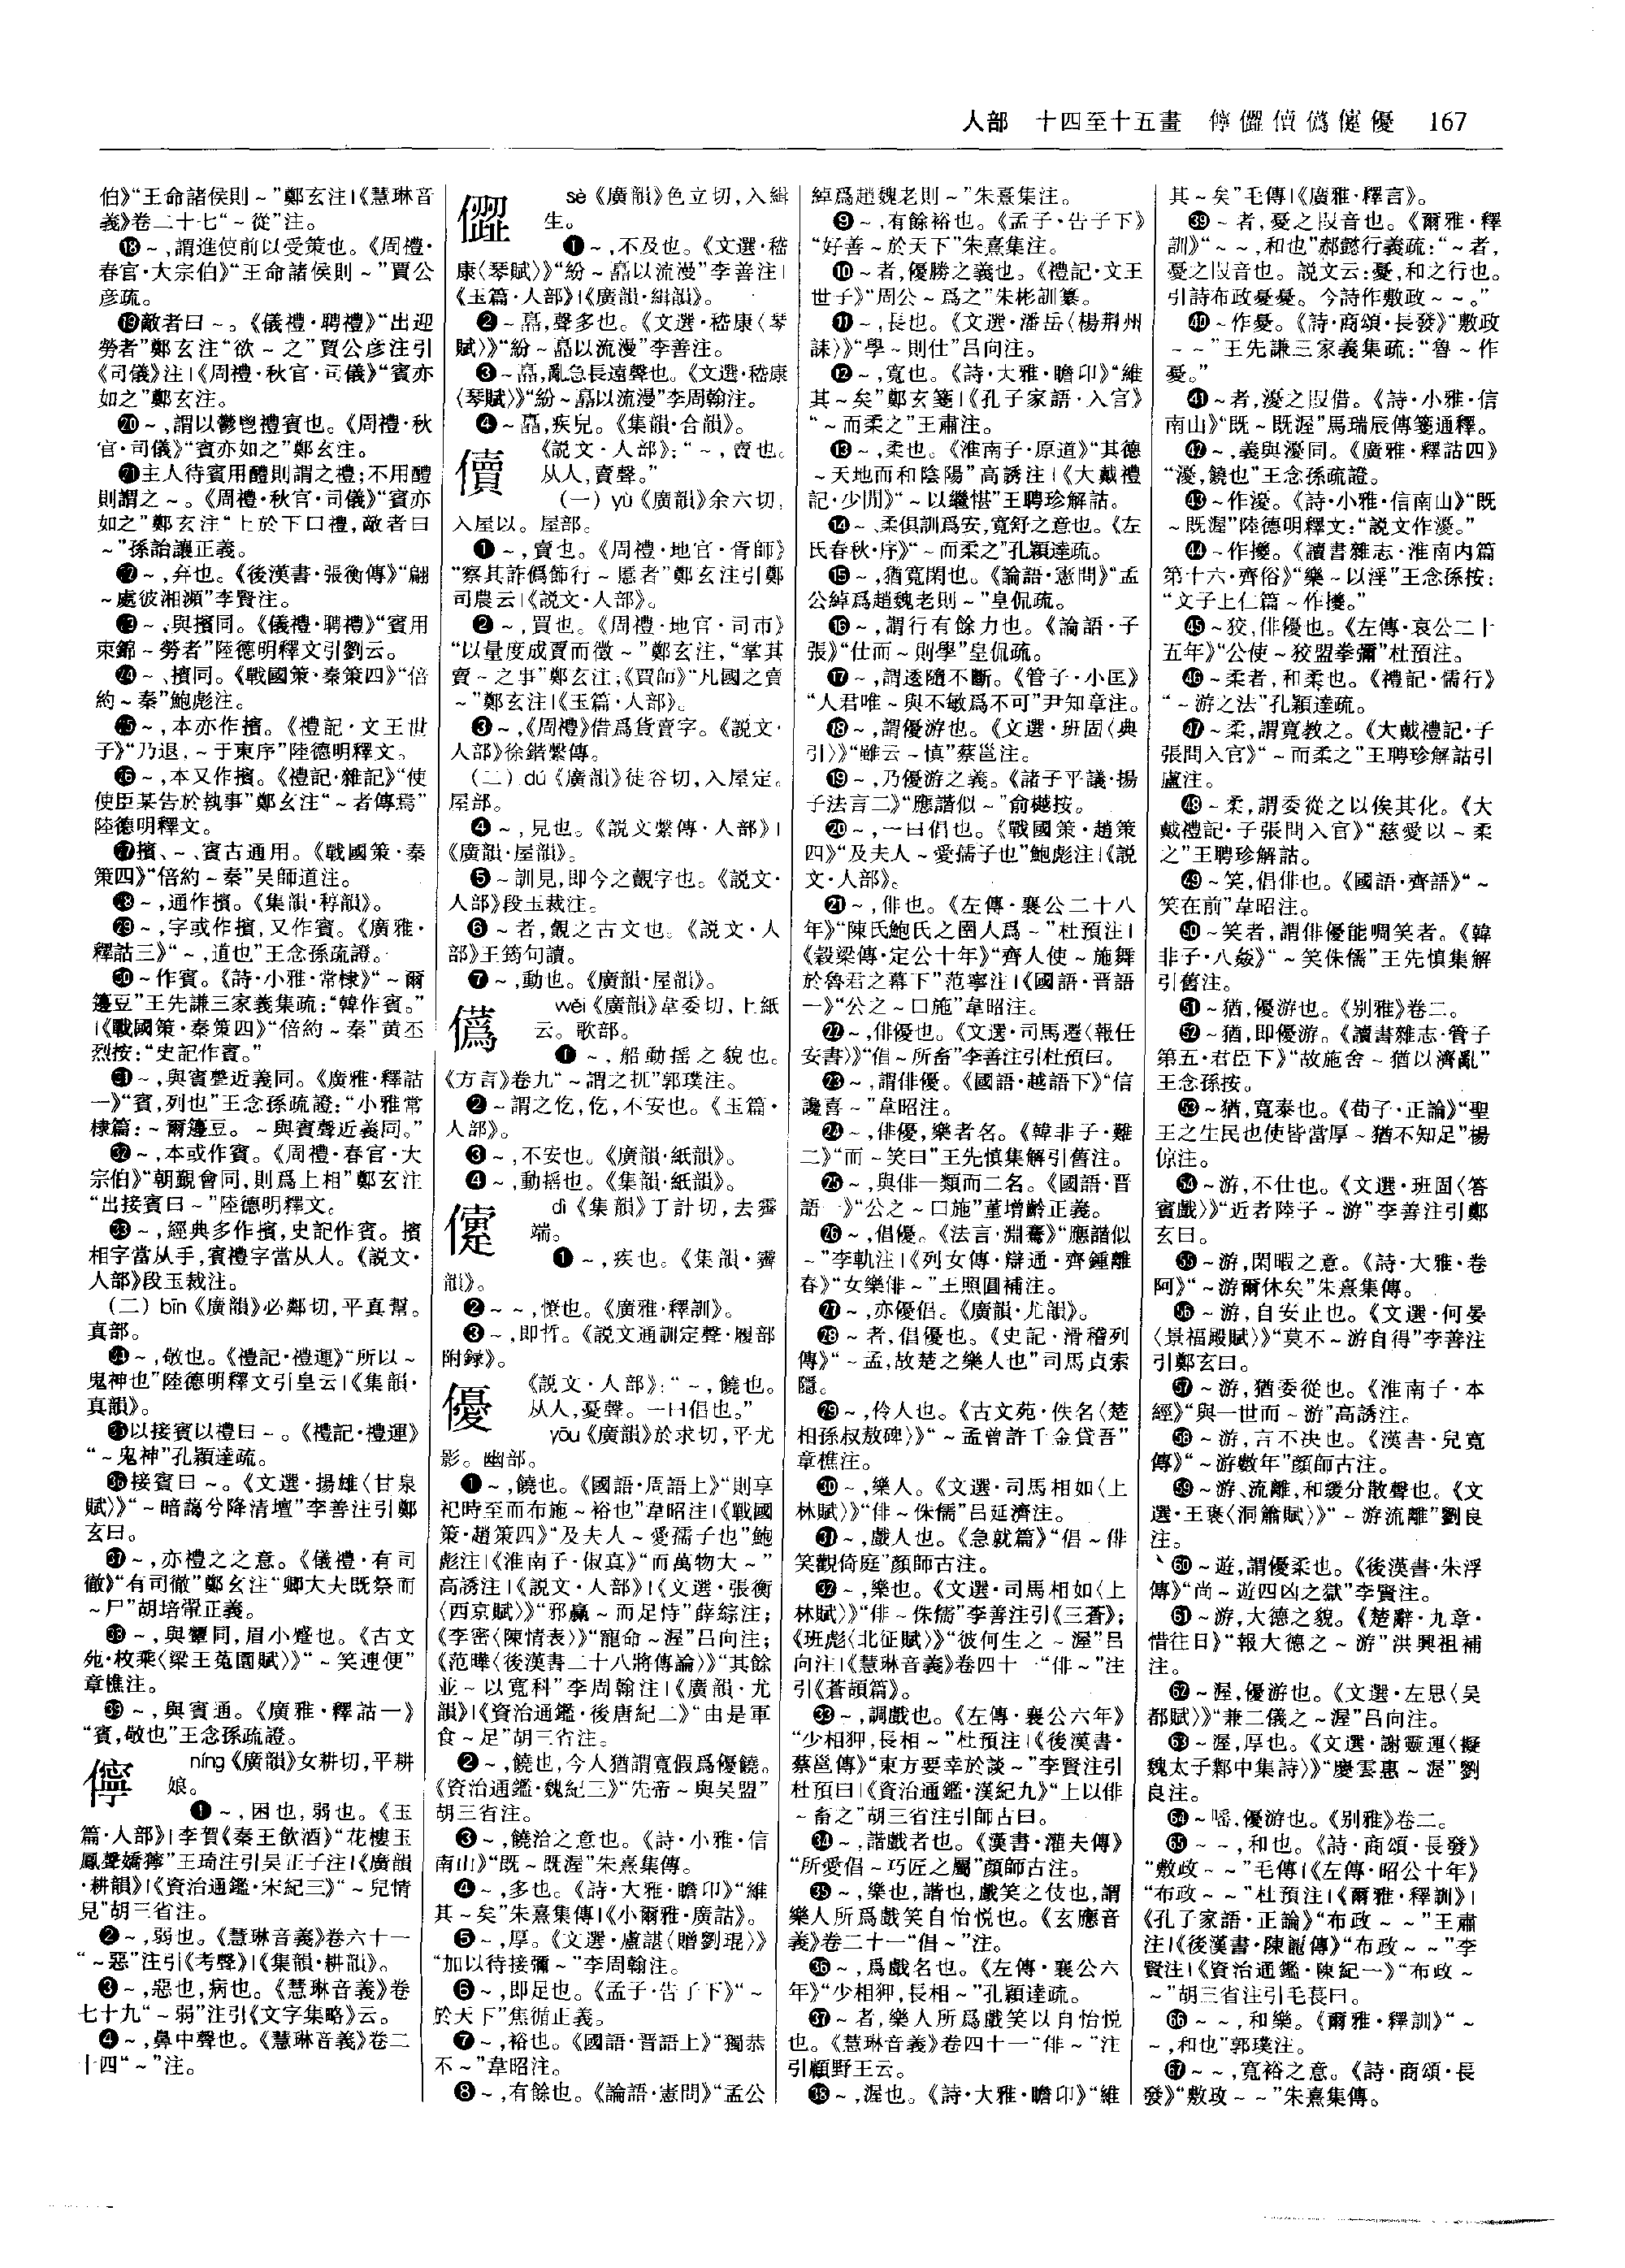 人部　十四至十五畫　儜儮儥僞儓優　167
伯》“王命諸侯則～”鄭玄注|《慧琳音
義》卷二十七“～從”注。
⓲～,謂進使前以受策也。《周禮·
春官·大宗伯》“王命諸侯則～”賈公
彦疏。
⓳敵者曰～。《儀禮·聘禮》“出迎
勞者”鄭玄注“欲～之”賈公彦注引
《司儀》注|《周禮·秋官·司儀》“賓亦
如之”鄭玄注。
⓴～,謂以鬱鬯禮賓也。《周禮·秋
官·司儀》“賓亦如之”鄭玄注。
㉑主人待賓用醴則謂之禮;不用醴
則謂之～。《周禮·秋官·司儀》“賓亦
如之”鄭玄注“上於下曰禮,敵者曰
～”孫詒讓正義。
㉒～,弁也。《後漢書·張衡傳》“翩
～處彼湘瀕”李賢注。
㉓～、與擯同。《儀禮·聘禮》“賓用
束錦～勞者”陸德明釋文引劉云。
㉔～、擯同。《戰國策·秦策四》“倍
約～秦”鮑彪注。
㉕～,本亦作擯。《禮記·文王世
子》“乃退,～于東序”陸德明釋文。
㉖～,本又作擯。《禮記·雜記》“使
使臣某告於執事”鄭玄注“～者傳焉”
陸德明釋文。
㉗擯、～、賓古通用。《戰國策·秦
策四》“倍約～秦”吴師道注。
㉘～,通作擯。《集韻·稕韻》。
㉙～,字或作擯,又作賓。《廣雅·
釋詁三》“～,道也”王念孫疏證。
㉚～作賓。《詩·小雅·常棣》“～爾
籩豆”王先謙三家義集疏:“韓作賓。”
|《戰國策·秦策四》“倍約～秦”黄丕
烈按:“史記作賓。”
㉛～,與賓聲近義同。《廣雅·釋詁
一》“賓,列也”王念孫疏證:“小雅常
棣篇:～爾籩豆。～與賓聲近義同。”
㉜～,本或作賓。《周禮·春官·大
宗伯》“朝覲會同,則爲上相”鄭玄注
“出接賓曰～”陸德明釋文。
㉝～,經典多作擯,史記作賓。擯
相字當从手,賓禮字當从人。《説文·
人部》段玉裁注。
(二) bīn《廣韻》必鄰切,平真幫。
真部。
㉞～,敬也。《禮記·禮運》“所以～
鬼神也”陸德明釋文引皇云|《集韻·
真韻》。
㉟以接賓以禮曰～。《禮記·禮運》
“～鬼神”孔穎達疏。
㊱接賓曰～。《文選·揚雄〈甘泉
賦〉》“～暗藹兮降清壇”李善注引鄭
玄曰。
㊲～,亦禮之之意。《儀禮·有司
徹》“有司徹”鄭玄注“卿大夫既祭而
～尸”胡培翬正義。
㊳～,與顰同,眉小蹙也。《古文
苑·枚乘〈梁王菟園賦〉》“～笑連便”
章樵注。
㊴～,與賓通。《廣雅·釋詁一》
“賓,敬也”王念孫疏證。
儜 níng《廣韻》女耕切,平耕
娘。
❶～,困也,弱也。《玉
篇·人部》|李賀《秦王飲酒》“花樓玉
鳳聲嬌獰”王琦注引吴正子注|《廣韻
·耕韻》|《資治通鑑·宋紀三》“～兒情
見”胡三省注。
❷～,弱也。《慧琳音義》卷六十一
“～惡”注引《考聲》|《集韻·耕韻》。
❸～,惡也,病也。《慧琳音義》卷
七十九“～弱”注引《文字集略》云。
❹～,鼻中聲也。《慧琳音義》卷二
十四“～”注。
sè《廣韻》色立切,入緝
生。
❶～,不及也。《文選·嵇
康〈琴賦〉》“紛～譶以流漫”李善注|
《玉篇·人部》|《廣韻·緝韻》。
❷～譶,聲多也。《文選·嵇康〈琴
賦〉》“紛～譶以流漫”李善注。
❸～譶,亂急長遠聲也。《文選·嵇康
〈琴賦〉》“紛～譶以流漫”李周翰注。
❹～譶,疾皃。《集韻·合韻》。
儥 《説文·人部》:“～,賣也。
从人,賣聲。”
(一) yù《廣韻》余六切,
入屋以。屋部。
❶～,賣也。《周禮·地官·胥師》
“察其詐僞飾行～慝者”鄭玄注引鄭
司農云|《説文·人部》。
❷～,買也。《周禮·地官·司市》
“以量度成賈而徵～”鄭玄注,“掌其
賣～之事”鄭玄注;《賈師》“凡國之賣
～”鄭玄注|《玉篇·人部》。
❸～,《周禮》借爲貨賣字。《説文·
人部》徐鍇繫傳。
(二) dú《廣韻》徒谷切,入屋定。
屋部。
❹～,見也。《説文繫傳·人部》|
《廣韻·屋韻》。
❺～訓見,即今之覿字也。《説文·
人部》段玉裁注。
❻～者,覿之古文也。《説文·人
部》王筠句讀。
❼～,動也。《廣韻·屋韻》。
wěi《廣韻》韋委切,上紙
云。歌部。
❶～,船動摇之貌也。
《方言》卷九“～謂之扤”郭璞注。
❷～謂之仡,仡,不安也。《玉篇·
人部》。
❸～,不安也。《廣韻·紙韻》。
❹～,動摇也。《集韻·紙韻》。
dì《集韻》丁計切,去霽
端。
❶～,疾也。《集韻·霽
韻》。
❷～～,憭也。《廣雅·釋訓》。
❸～,即悊。《説文通訓定聲·履部
附録》。
優 《説文·人部》:“～,饒也。
从人,憂聲。一曰倡也。”
yōu《廣韻》於求切,平尤
影。幽部。
❶～,饒也。《國語·周語上》“則享
祀時至而布施～裕也”韋昭注|《戰國
策·趙策四》“及夫人～愛孺子也”鮑
彪注|《淮南子·俶真》“而萬物大～”
高誘注|《説文·人部》|《文選·張衡
〈西京賦〉》“邪贏～而足恃”薛綜注;
《李密〈陳情表〉》“寵命～渥”吕向注;
《范曄〈後漢書二十八將傳論〉》“其餘
並～以寬科”李周翰注|《廣韻·尤
韻》|《資治通鑑·後唐紀二》“由是軍
食～足”胡三省注。
❷～,饒也,今人猶謂寬假爲優饒。
《資治通鑑·魏紀三》“先帝～與吴盟”
胡三省注。
❸～,饒洽之意也。《詩·小雅·信
南山》“既～既渥”朱熹集傳。
❹～,多也。《詩·大雅·瞻卬》“維
其～矣”朱熹集傳|《小爾雅·廣詁》。
❺～,厚。《文選·盧諶〈贈劉琨〉》
“加以待接彌～”李周翰注。
❻～,即足也。《孟子·告子下》“～
於天下”焦循正義。
❼～,裕也。《國語·晋語上》“獨恭
不～”韋昭注。
❽～,有餘也。《論語·憲問》“孟公
綽爲趙魏老則～”朱熹集注。
❾～,有餘裕也。《孟子·告子下》
“好善～於天下”朱熹集注。
❿～者,優勝之義也。《禮記·文王
世子》“周公～爲之”朱彬訓纂。
⓫～,長也。《文選·潘岳〈楊荆州
誄〉》“學～則仕”吕向注。
⓬～,寬也。《詩·大雅·瞻卬》“維
其～矣”鄭玄箋|《孔子家語·入官》
“～而柔之”王肅注。
⓭～,柔也。《淮南子·原道》“其德
～天地而和陰陽”高誘注|《大戴禮
記·少閒》“～以繼愖”王聘珍解詁。
⓮～、柔俱訓爲安,寬舒之意也。《左
氏春秋·序》“～而柔之”孔穎達疏。
⓯～,猶寬閑也。《論語·憲問》“孟
公綽爲趙魏老則～”皇侃疏。
⓰～,謂行有餘力也。《論語·子
張》“仕而～則學”皇侃疏。
⓱～,謂逶隨不斷。《管子·小匡》
“人君唯～與不敏爲不可”尹知章注。
⓲～,謂優游也。《文選·班固〈典
引〉》“雖云～慎”蔡邕注。
⓳～,乃優游之義。《諸子平議·揚
子法言二》“應諧似～”俞樾按。
⓴～,一曰倡也。《戰國策·趙策
四》“及夫人～愛孺子也”鮑彪注|《説
文·人部》。
㉑～,俳也。《左傳·襄公二十八
年》“陳氏鮑氏之圉人爲～”杜預注|
《穀梁傳·定公十年》“齊人使～施舞
於魯君之幕下”范寧注|《國語·晋語
一》“公之～曰施”韋昭注。
㉒～,俳優也。《文選·司馬遷〈報任
安書〉》“倡～所畜”李善注引杜預曰。
㉓～,謂俳優。《國語·越語下》“信
讒喜～”韋昭注。
㉔～,俳優,樂者名。《韓非子·難
二》“而～笑曰”王先慎集解引舊注。
㉕～,與俳一類而二名。《國語·晋
語一》“公之～曰施”董增齡正義。
㉖～,倡優。《法言·淵騫》“應諧似
～”李軌注|《列女傳·辯通·齊鍾離
春》“女樂俳～”王照圓補注。
㉗～,亦優倡。《廣韻·尤韻》。
㉘～者,倡優也。《史記·滑稽列
傳》“～孟,故楚之樂人也”司馬貞索
隱。
㉙～,伶人也。《古文苑·佚名〈楚
相孫叔敖碑〉》“～孟曾許千金貸吾”
章樵注。
㉚～,樂人。《文選·司馬相如〈上
林賦〉》“俳～侏儒”吕延濟注。
㉛～,戲人也。《急就篇》“倡～俳
笑觀倚庭”顔師古注。
㉜～,樂也。《文選·司馬相如〈上
林賦〉》“俳～侏儒”李善注引《三蒼》;
《班彪〈北征賦〉》“彼何生之～渥”吕
向注|《慧琳音義》卷四十一“俳～”注
引《蒼頡篇》。
㉝～,調戲也。《左傳·襄公六年》
“少相狎,長相～”杜預注|《後漢書·
蔡邕傳》“東方要幸於談～”李賢注引
杜預曰|《資治通鑑·漢紀九》“上以俳
～畜之”胡三省注引師古曰。
㉞～,諧戲者也。《漢書·灌夫傳》
“所愛倡～巧匠之屬”顔師古注。
㉟～,樂也,諧也,戲笑之伎也,謂
樂人所爲戲笑自怡悦也。《玄應音
義》卷二十一“倡～”注。
㊱～,爲戲名也。《左傳·襄公六
年》“少相狎,長相～”孔穎達疏。
㊲～者,樂人所爲戲笑以自怡悦
也。《慧琳音義》卷四十一“俳～”注
引顧野王云。
㊳～,渥也。《詩·大雅·瞻卬》“維
其～矣”毛傳|《廣雅·釋言》。
㊴～者,憂之叚音也。《爾雅·釋
訓》“～～,和也”郝懿行義疏:“～者,
憂之叚音也。説文云:憂,和之行也。
引詩布政憂憂。今詩作敷政～～。”
㊵～作憂。《詩·商頌·長發》“敷政
～～”王先謙三家義集疏:“魯～作
憂。”
㊶～者,瀀之叚借。《詩·小雅·信
南山》“既～既渥”馬瑞辰傳箋通釋。
㊷～,義與瀀同。《廣雅·釋詁四》
“瀀,饒也”王念孫疏證。
㊸～作瀀。《詩·小雅·信南山》“既
～既渥”陸德明釋文:“説文作瀀。”
㊹～作擾。《讀書雜志·淮南内篇
第十六·齊俗》“樂～以淫”王念孫按:
“文子上仁篇～作擾。”
㊺～狡,俳優也。《左傳·哀公二十
五年》“公使～狡盟拳彌”杜預注。
㊻～柔者,和柔也。《禮記·儒行》
“～游之法”孔穎達疏。
㊼～柔,謂寬教之。《大戴禮記·子
張問入官》“～而柔之”王聘珍解詁引
盧注。
㊽～柔,謂委從之以俟其化。《大
戴禮記·子張問入官》“慈愛以～柔
之”王聘珍解詁。
㊾～笑,倡俳也。《國語·齊語》“～
笑在前”韋昭注。
㊿～笑者,謂俳優能啁笑者。《韓
非子·八姦》“～笑侏儒”王先慎集解
引舊注。
51～猶,優游也。《别雅》卷二。
52～猶,即優游。《讀書雜志·管子
第五·君臣下》“故施舍～猶以濟亂”
王念孫按。
53～猶,寬泰也。《荀子·正論》“聖
王之生民也使皆當厚～猶不知足”楊
倞注。
54～游,不仕也。《文選·班固〈答
賓戲〉》“近者陸子～游”李善注引鄭
玄曰。
55～游,閑暇之意。《詩·大雅·卷
阿》“～游爾休矣”朱熹集傳。
56～游,自安止也。《文選·何晏
〈景福殿賦〉》“莫不～游自得”李善注
引鄭玄曰。
57～游,猶委從也。《淮南子·本
經》“與一世而～游”高誘注。
58～游,言不决也。《漢書·兒寬
傳》“～游數年”顔師古注。
59～游、流離,和緩分散聲也。《文
選·王褒〈洞簫賦〉》“～游流離”劉良
注。
60～遊,謂優柔也。《後漢書·朱浮
傳》“尚～遊四凶之獄”李賢注。
61～游,大德之貌。《楚辭·九章·
惜往日》“報大德之～游”洪興祖補
注。
62～渥,優游也。《文選·左思〈吴
都賦〉》“兼二儀之～渥”吕向注。
63～渥,厚也。《文選·謝靈運〈擬
魏太子鄴中集詩〉》“慶雲惠～渥”劉
良注。
64～嚘,優游也。《别雅》卷二。
65～～,和也。《詩·商頌·長發》
“敷政～～”毛傳|《左傳·昭公十年》
“布政～～”杜預注|《爾雅·釋訓》|
《孔子家語·正論》“布政～～”王肅
注|《後漢書·陳寵傳》“布政～～”李
賢注|《資治通鑑·陳紀一》“布政～
～”胡三省注引毛萇曰。
66～～,和樂。《爾雅·釋訓》“～
～,和也”郭璞注。
67～～,寬裕之意。《詩·商頌·長
發》“敷政～～”朱熹集傳。